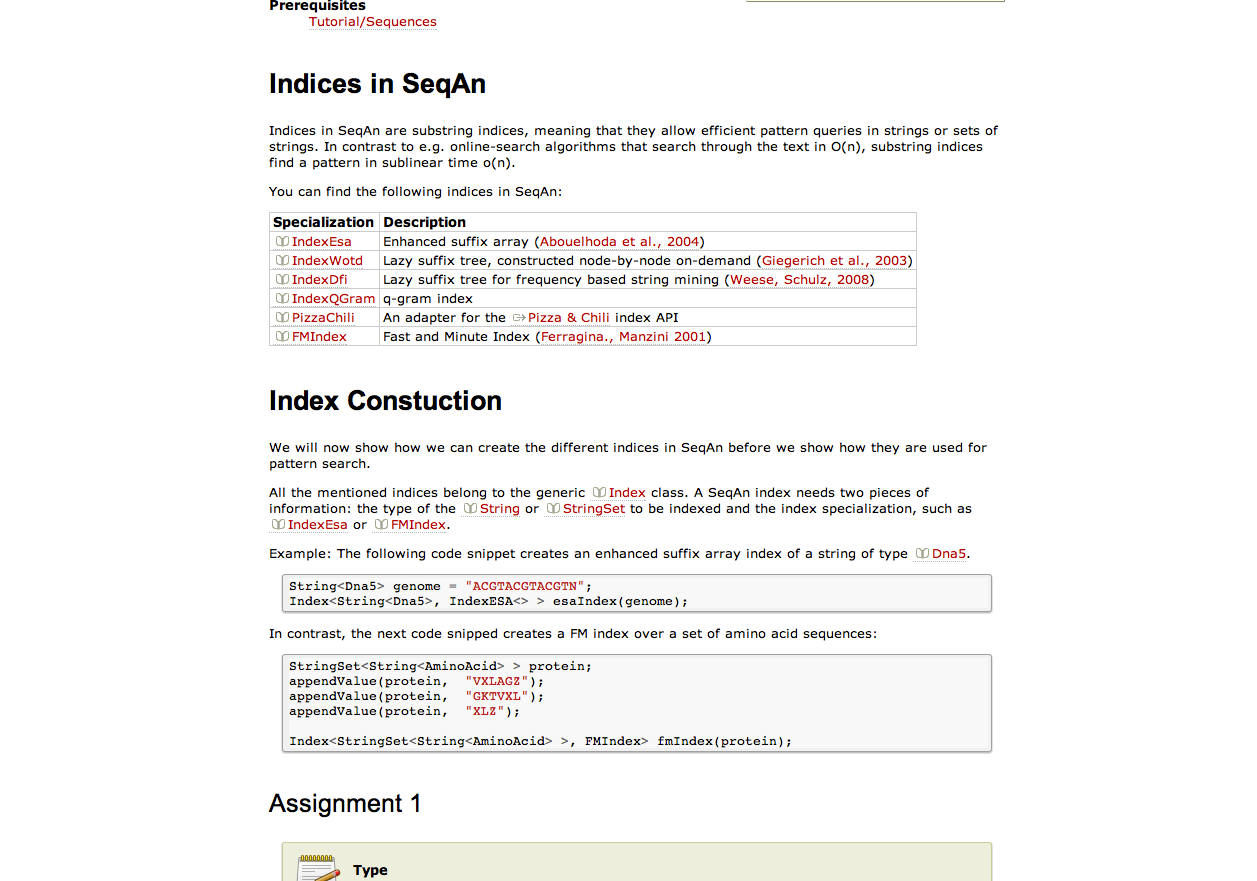 Prerequisites
Tutorial/Sequences
Indices in SeqAn
Indices in SeqAn are substring indices, meaning that they allow efficient pattern queries in strings or sets of
strings. In contrast to e.g. online-search algorithms that search through the text in O(n), substring indices
find a pattern in sublinear time o(n).
You can find the following indices in SeqAn:
Specialization Description
IndexEsa Enhanced suffix array (Abouelhoda et al., 2004)
IndexWotd Lazy suffix tree, constructed node-by-node on-demand (Giegerich et al., 2003)
IndexDfi Lazy suffix tree for frequency based string mining (Weese, Schulz, 2008)
IndexQGram q-gram index
PizzaChili An adapter for the Pizza & Chili index API
FMIndex Fast and Minute Index (Ferragina., Manzini 2001)
Index Constuction
We will now show how we can create the different indices in SeqAn before we show how they are used for
pattern search.
All the mentioned indices belong to the generic Index class. A SeqAn index needs two pieces of
information: the type of the String or StringSet to be indexed and the index specialization, such as
IndexEsa or FMIndex.
Example: The following code snippet creates an enhanced suffix array index of a string of type Dna5.
String<Dna5> genome = "ACGTACGTACGTN";
Index<String<Dna5>, IndexESA<> > esaIndex(genome);
In contrast, the next code snipped creates a FM index over a set of amino acid sequences:
StringSet<String<AminoAcid> > protein;
appendValue(protein, "VXLAGZ");
appendValue(protein, "GKTVXL");
appendValue(protein, "XLZ");
Index<StringSet<String<AminoAcid> >, FMIndex> fmIndex(protein);
Assignment 1
Type